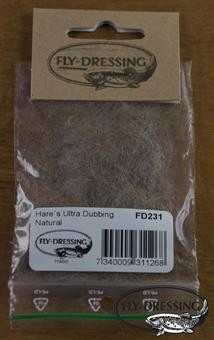 FLY-DRESSING
Hare´s Ultra Dubbing FD231
Natural
FLY-DRESSING
7340009311268
FLY-DRESSING